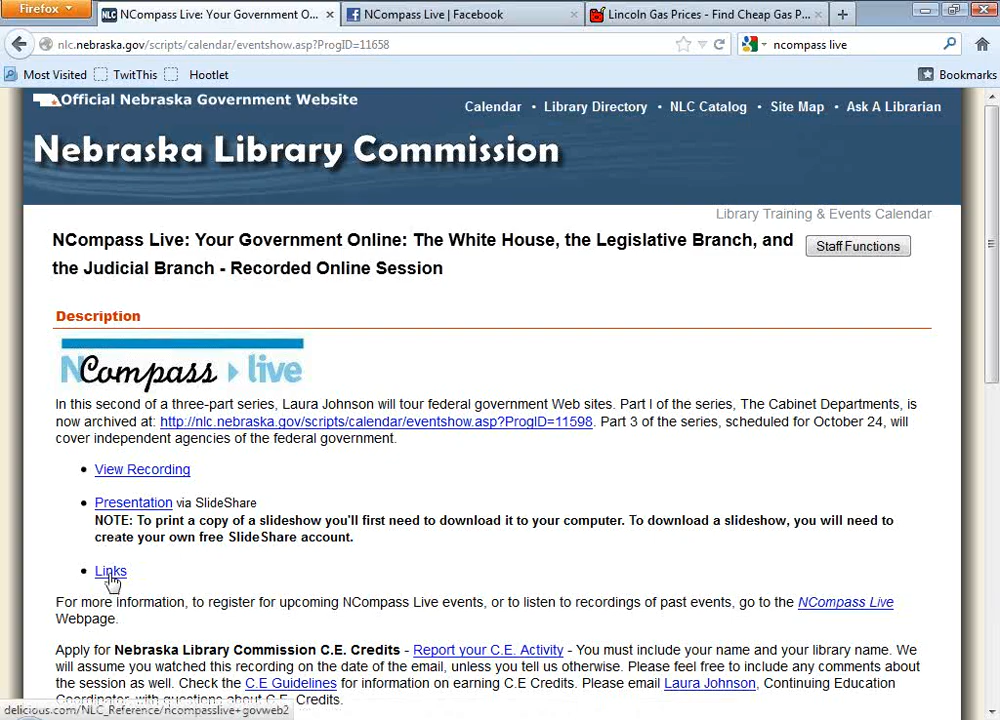 Firefox
NCompass Live: Your Government O...
NCompass Live | Facebook
Lincoln Gas Prices - Find Cheap Gas P...
nlc.nebraska.gov/scripts/calendar/eventshow.asp?ProgID=11658
ncompass live
Most Visited TwitThis Hootlet Bookmarks
Official Nebraska Government Website
Calendar • Library Directory • NLC Catalog • Site Map • Ask A Librarian
Nebraska Library Commission
Library Training & Events Calendar
NCompass Live: Your Government Online: The White House, the Legislative Branch, and
the Judicial Branch - Recorded Online Session
Staff Functions
Description
NCompass live
In this second of a three-part series, Laura Johnson will tour federal government Web sites. Part I of the series, The Cabinet Departments, is
now archived at: http://nlc.nebraska.gov/scripts/calendar/eventshow.asp?ProgID=11598. Part 3 of the series, scheduled for October 24, will
cover independent agencies of the federal government.
• View Recording
• Presentation via SlideShare
NOTE: To print a copy of a slideshow you'll first need to download it to your computer. To download a slideshow, you will need to
create your own free SlideShare account.
• Links
For more information, to register for upcoming NCompass Live events, or to listen to recordings of past events, go to the NCompass Live
Webpage.
Apply for Nebraska Library Commission C.E. Credits - Report your C.E. Activity - You must include your name and your library name. We
will assume you watched this recording on the date of the email, unless you tell us otherwise. Please feel free to include any comments about
the session as well. Check the C.E Guidelines for information on earning C.E Credits. Please email Laura Johnson, Continuing Education
Coordinator, with questions about C.E. Credits.
delicious.com/NLC_Reference/ncompasslive+govweb2